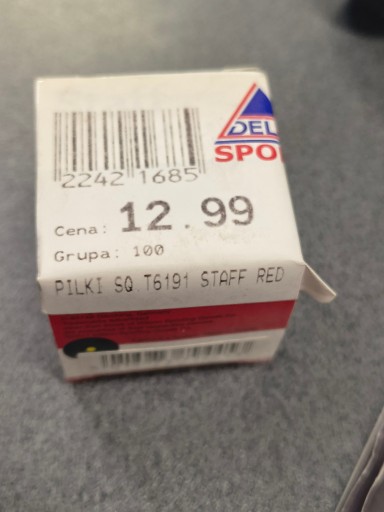 DEL
SPO
2242 1685
Cena: 12.99
Grupa: 100
PILKI SQ T6191 STAFF RED